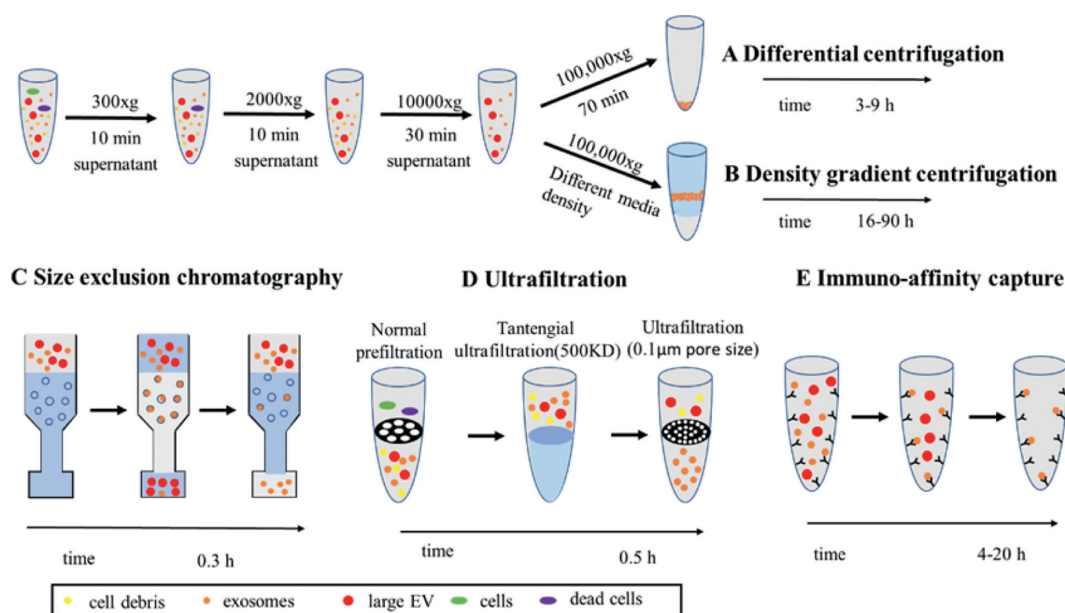 300xg
10 min
supernatant
2000xg
10 min
supernatant
10000xg
30 min
supernatant
100,000xg
70 min
A Differential centrifugation
time 3-9 h
100,000xg
Different media
density
B Density gradient centrifugation
time 16-90 h
C Size exclusion chromatography
time 0.3 h
D Ultrafiltration
Normal
prefiltration
Tantengial
ultrafiltration(500KD)
Ultrafiltration
(0.1μm pore size)
time 0.5 h
E Immuno-affinity capture
time 4-20 h
cell debris exosomes large EV cells dead cells